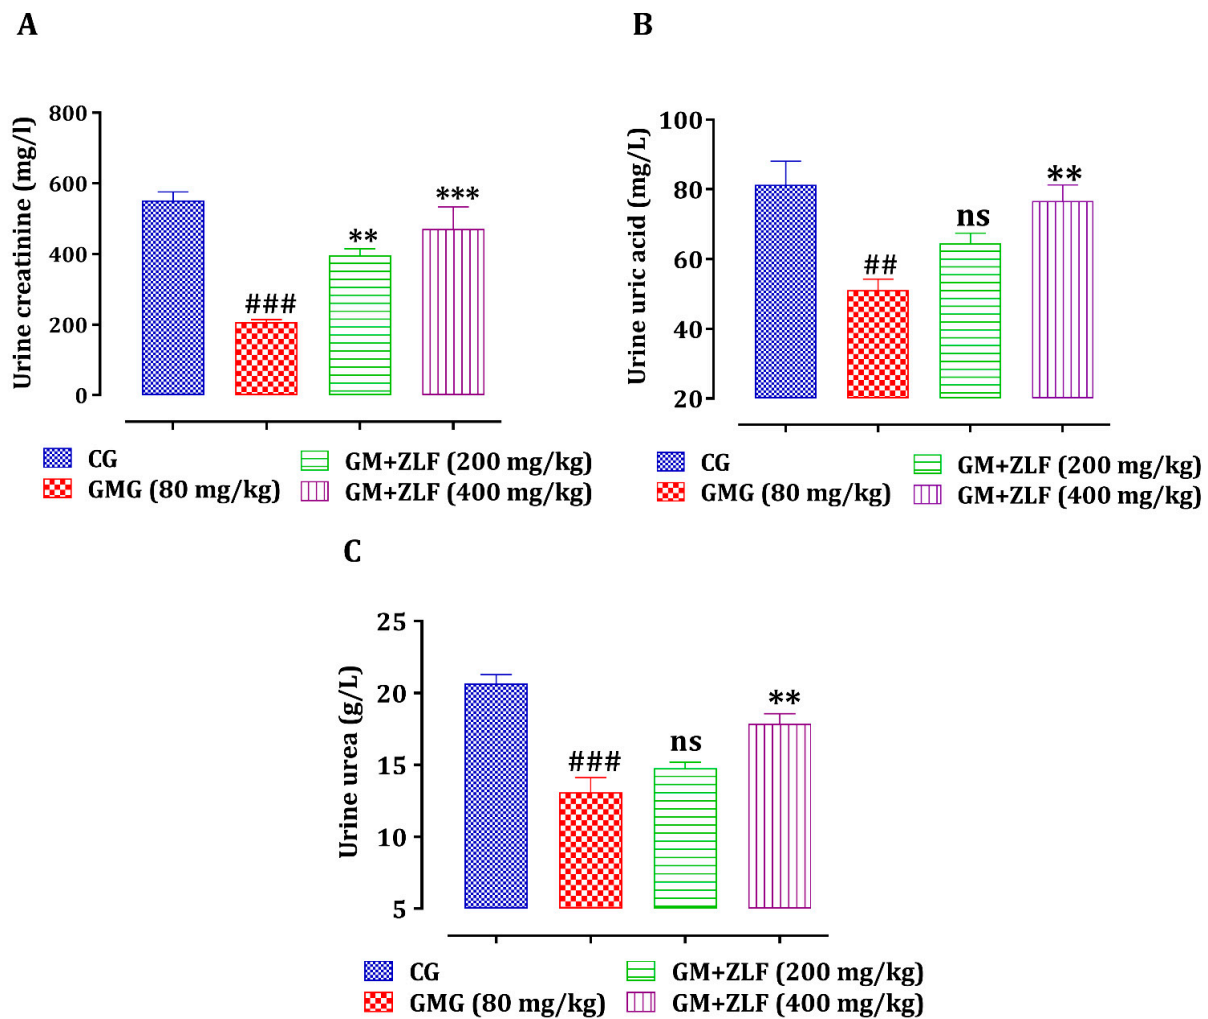 A
Urine creatinine (mg/l)
800
600
400
200
0
###
**
***
CG
GMG (80 mg/kg)
GM+ZLF (200 mg/kg)
GM+ZLF (400 mg/kg)
B
Urine uric acid (mg/L)
100
80
60
40
20
##
ns
**
CG
GMG (80 mg/kg)
GM+ZLF (200 mg/kg)
GM+ZLF (400 mg/kg)
C
Urine urea (g/L)
25
20
15
10
5
###
ns
**
CG
GMG (80 mg/kg)
GM+ZLF (200 mg/kg)
GM+ZLF (400 mg/kg)